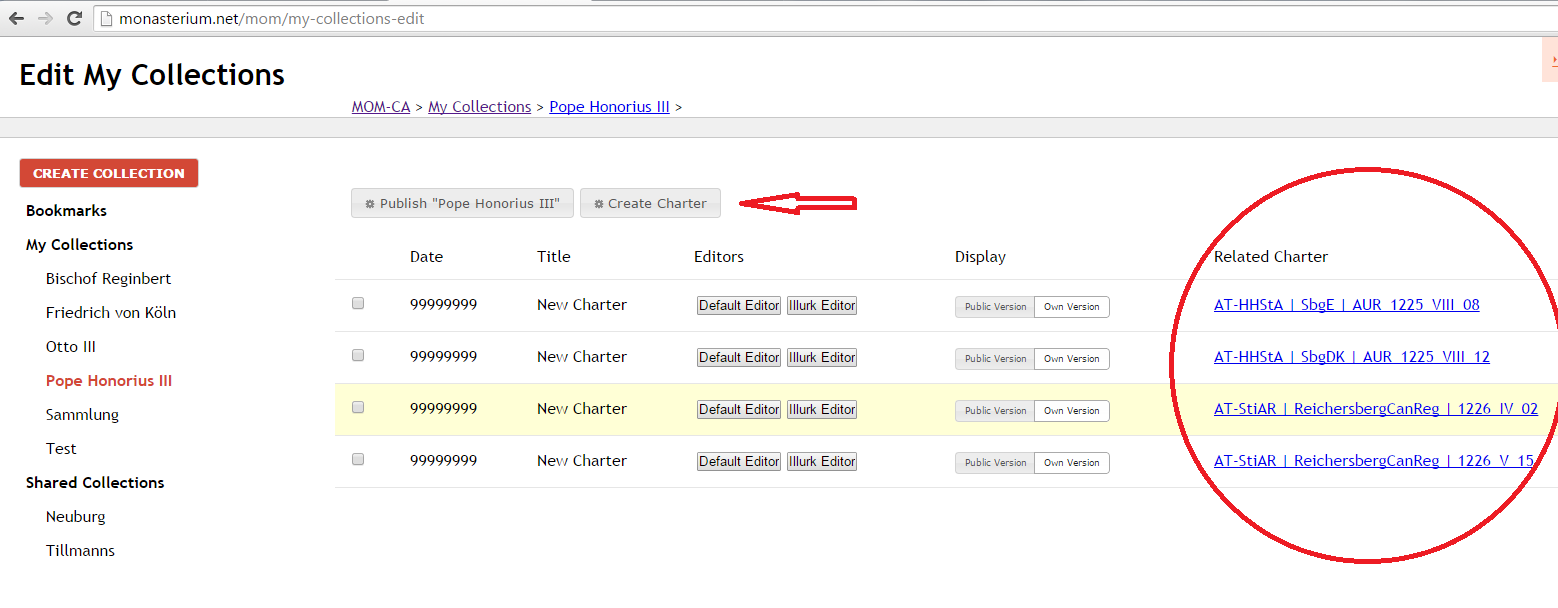 monasterium.net/mom/my-collections-edit
Edit My Collections
MOM-CA > My Collections > Pope Honorius III >
CREATE COLLECTION
Bookmarks
My Collections
Bischof Reginbert
Friedrich von Köln
Otto III
Pope Honorius III
Sammlung
Test
Shared Collections
Neuburg
Tillmanns
Publish "Pope Honorius III" Create Charter
Date Title Editors Display Related Charter
99999999 New Charter Default Editor Illurk Editor Public Version Own Version AT-HHStA | SbgE | AUR_1225_VIII_08
99999999 New Charter Default Editor Illurk Editor Public Version Own Version AT-HHStA | SbgDK | AUR_1225_VIII_12
99999999 New Charter Default Editor Illurk Editor Public Version Own Version AT-StiAR | ReichersbergCanReg | 1226_IV_02
99999999 New Charter Default Editor Illurk Editor Public Version Own Version AT-StiAR | ReichersbergCanReg | 1226_V_15